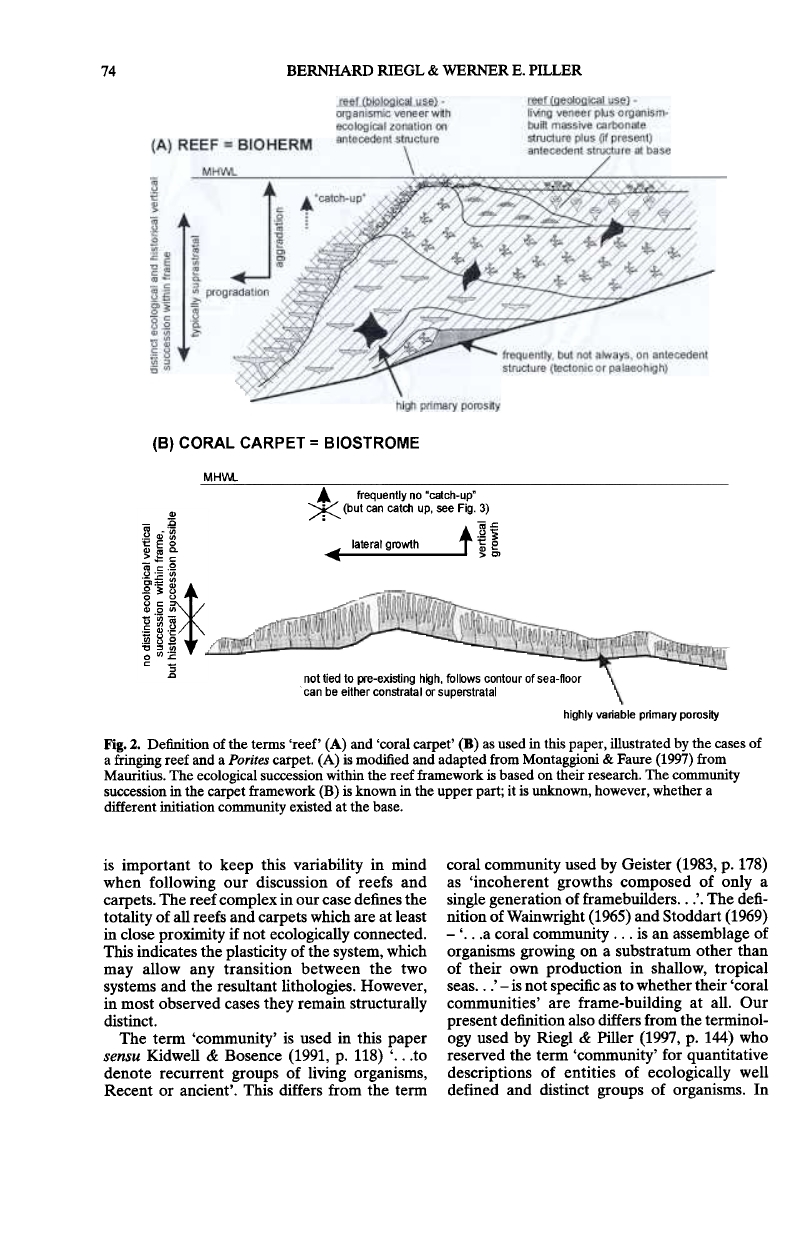 74
BERNHARD RIEGL & WERNER E. PILLER
reef (biological use) -
organismic veneer with
ecological zonation on
antecedent structure
reef (geological use) -
living veneer plus organism-
built massive carbonate
structure plus (if present)
antecedent structure at base
(A) REEF = BIOHERM
MHWL
"catch-up"
aggradation
progradation
distinct ecological and historical vertical
succession within frame
typically suprastratal
frequently, but not always, on antecedent
structure (tectonic or palaeohigh)
high primary porosity
(B) CORAL CARPET = BIOSTROME
MHWL
frequently no "catch-up"
(but can catch up, see Fig. 3)
lateral growth
vertical
growth
no distinct ecological vertical
succession within frame,
but historical succession possible
not tied to pre-existing high, follows contour of sea-floor
can be either constratal or superstratal
highly variable primary porosity
Fig. 2. Definition of the terms ‘reef’ (A) and ‘coral carpet’ (B) as used in this paper, illustrated by the cases of
a fringing reef and a Porites carpet. (A) is modified and adapted from Montaggioni & Faure (1997) from
Mauritius. The ecological succession within the reef framework is based on their research. The community
succession in the carpet framework (B) is known in the upper part; it is unknown, however, whether a
different initiation community existed at the base.
is important to keep this variability in mind
when following our discussion of reefs and
carpets. The reef complex in our case defines the
totality of all reefs and carpets which are at least
in close proximity if not ecologically connected.
This indicates the plasticity of the system, which
may allow any transition between the two
systems and the resultant lithologies. However,
in most observed cases they remain structurally
distinct.
The term ‘community’ is used in this paper
sensu Kidwell & Bosence (1991, p. 118) ‘. . .to
denote recurrent groups of living organisms,
Recent or ancient’. This differs from the term
coral community used by Geister (1983, p. 178)
as ‘incoherent growths composed of only a
single generation of framebuilders. . .’. The defi-
nition of Wainwright (1965) and Stoddart (1969)
– ‘. . .a coral community . . . is an assemblage of
organisms growing on a substratum other than
of their own production in shallow, tropical
seas. . .’ – is not specific as to whether their ‘coral
communities’ are frame-building at all. Our
present definition also differs from the terminol-
ogy used by Riegl & Piller (1997, p. 144) who
reserved the term ‘community’ for quantitative
descriptions of entities of ecologically well
defined and distinct groups of organisms. In